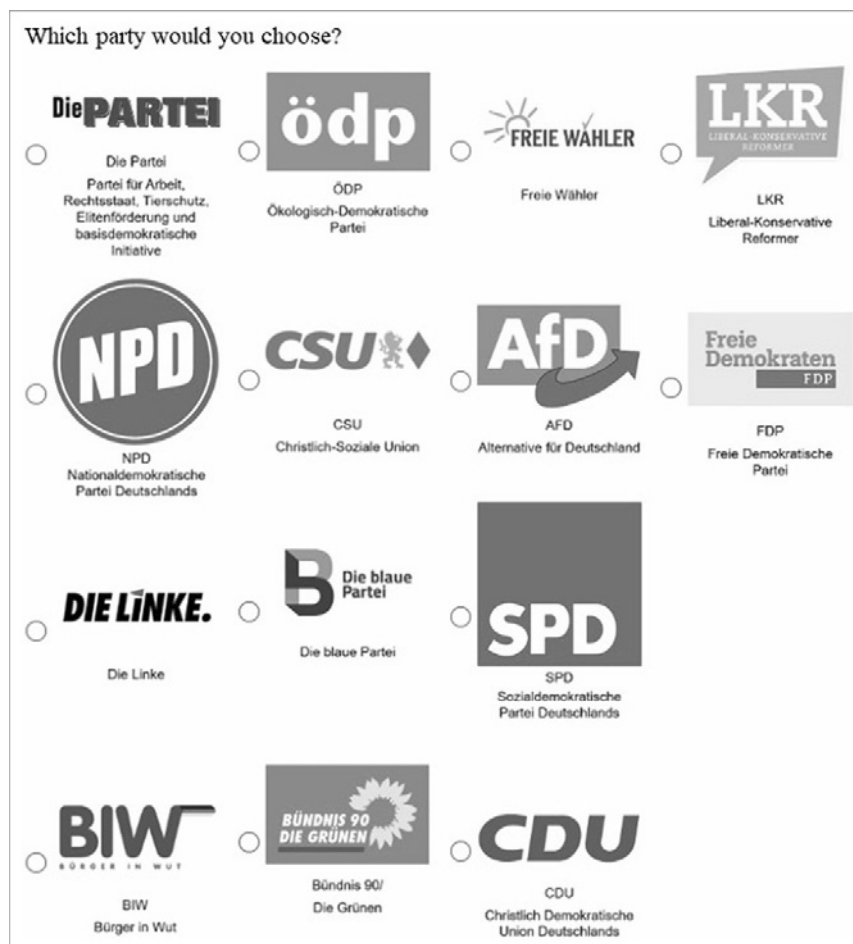 Which party would you choose?
Die PARTEI
Die Partei
Partei für Arbeit,
Rechtsstaat, Tierschutz,
Elitenförderung und
basisdemokratische
Initiative
ödp
ÖDP
Ökologisch-Demokratische
Partei
FREIE WÄHLER
Freie Wähler
LKR
LIBERAL-KONSERVATIVE
REFORMER
LKR
Liberal-Konservative
Reformer
NPD
NPD
Nationaldemokratische
Partei Deutschlands
CSU
CSU
Christlich-Soziale Union
AfD
AFD
Alternative für Deutschland
Freie
Demokraten
FDP
FDP
Freie Demokratische
Partei
DIE LINKE.
Die Linke
B
Die blaue
Partei
Die blaue Partei
SPD
SPD
Sozialdemokratische
Partei Deutschlands
BIW
BÜRGER IN WUT
BIW
Bürger in Wut
BÜNDNIS 90
DIE GRÜNEN
Bündnis 90/
Die Grünen
CDU
CDU
Christlich Demokratische
Union Deutschlands